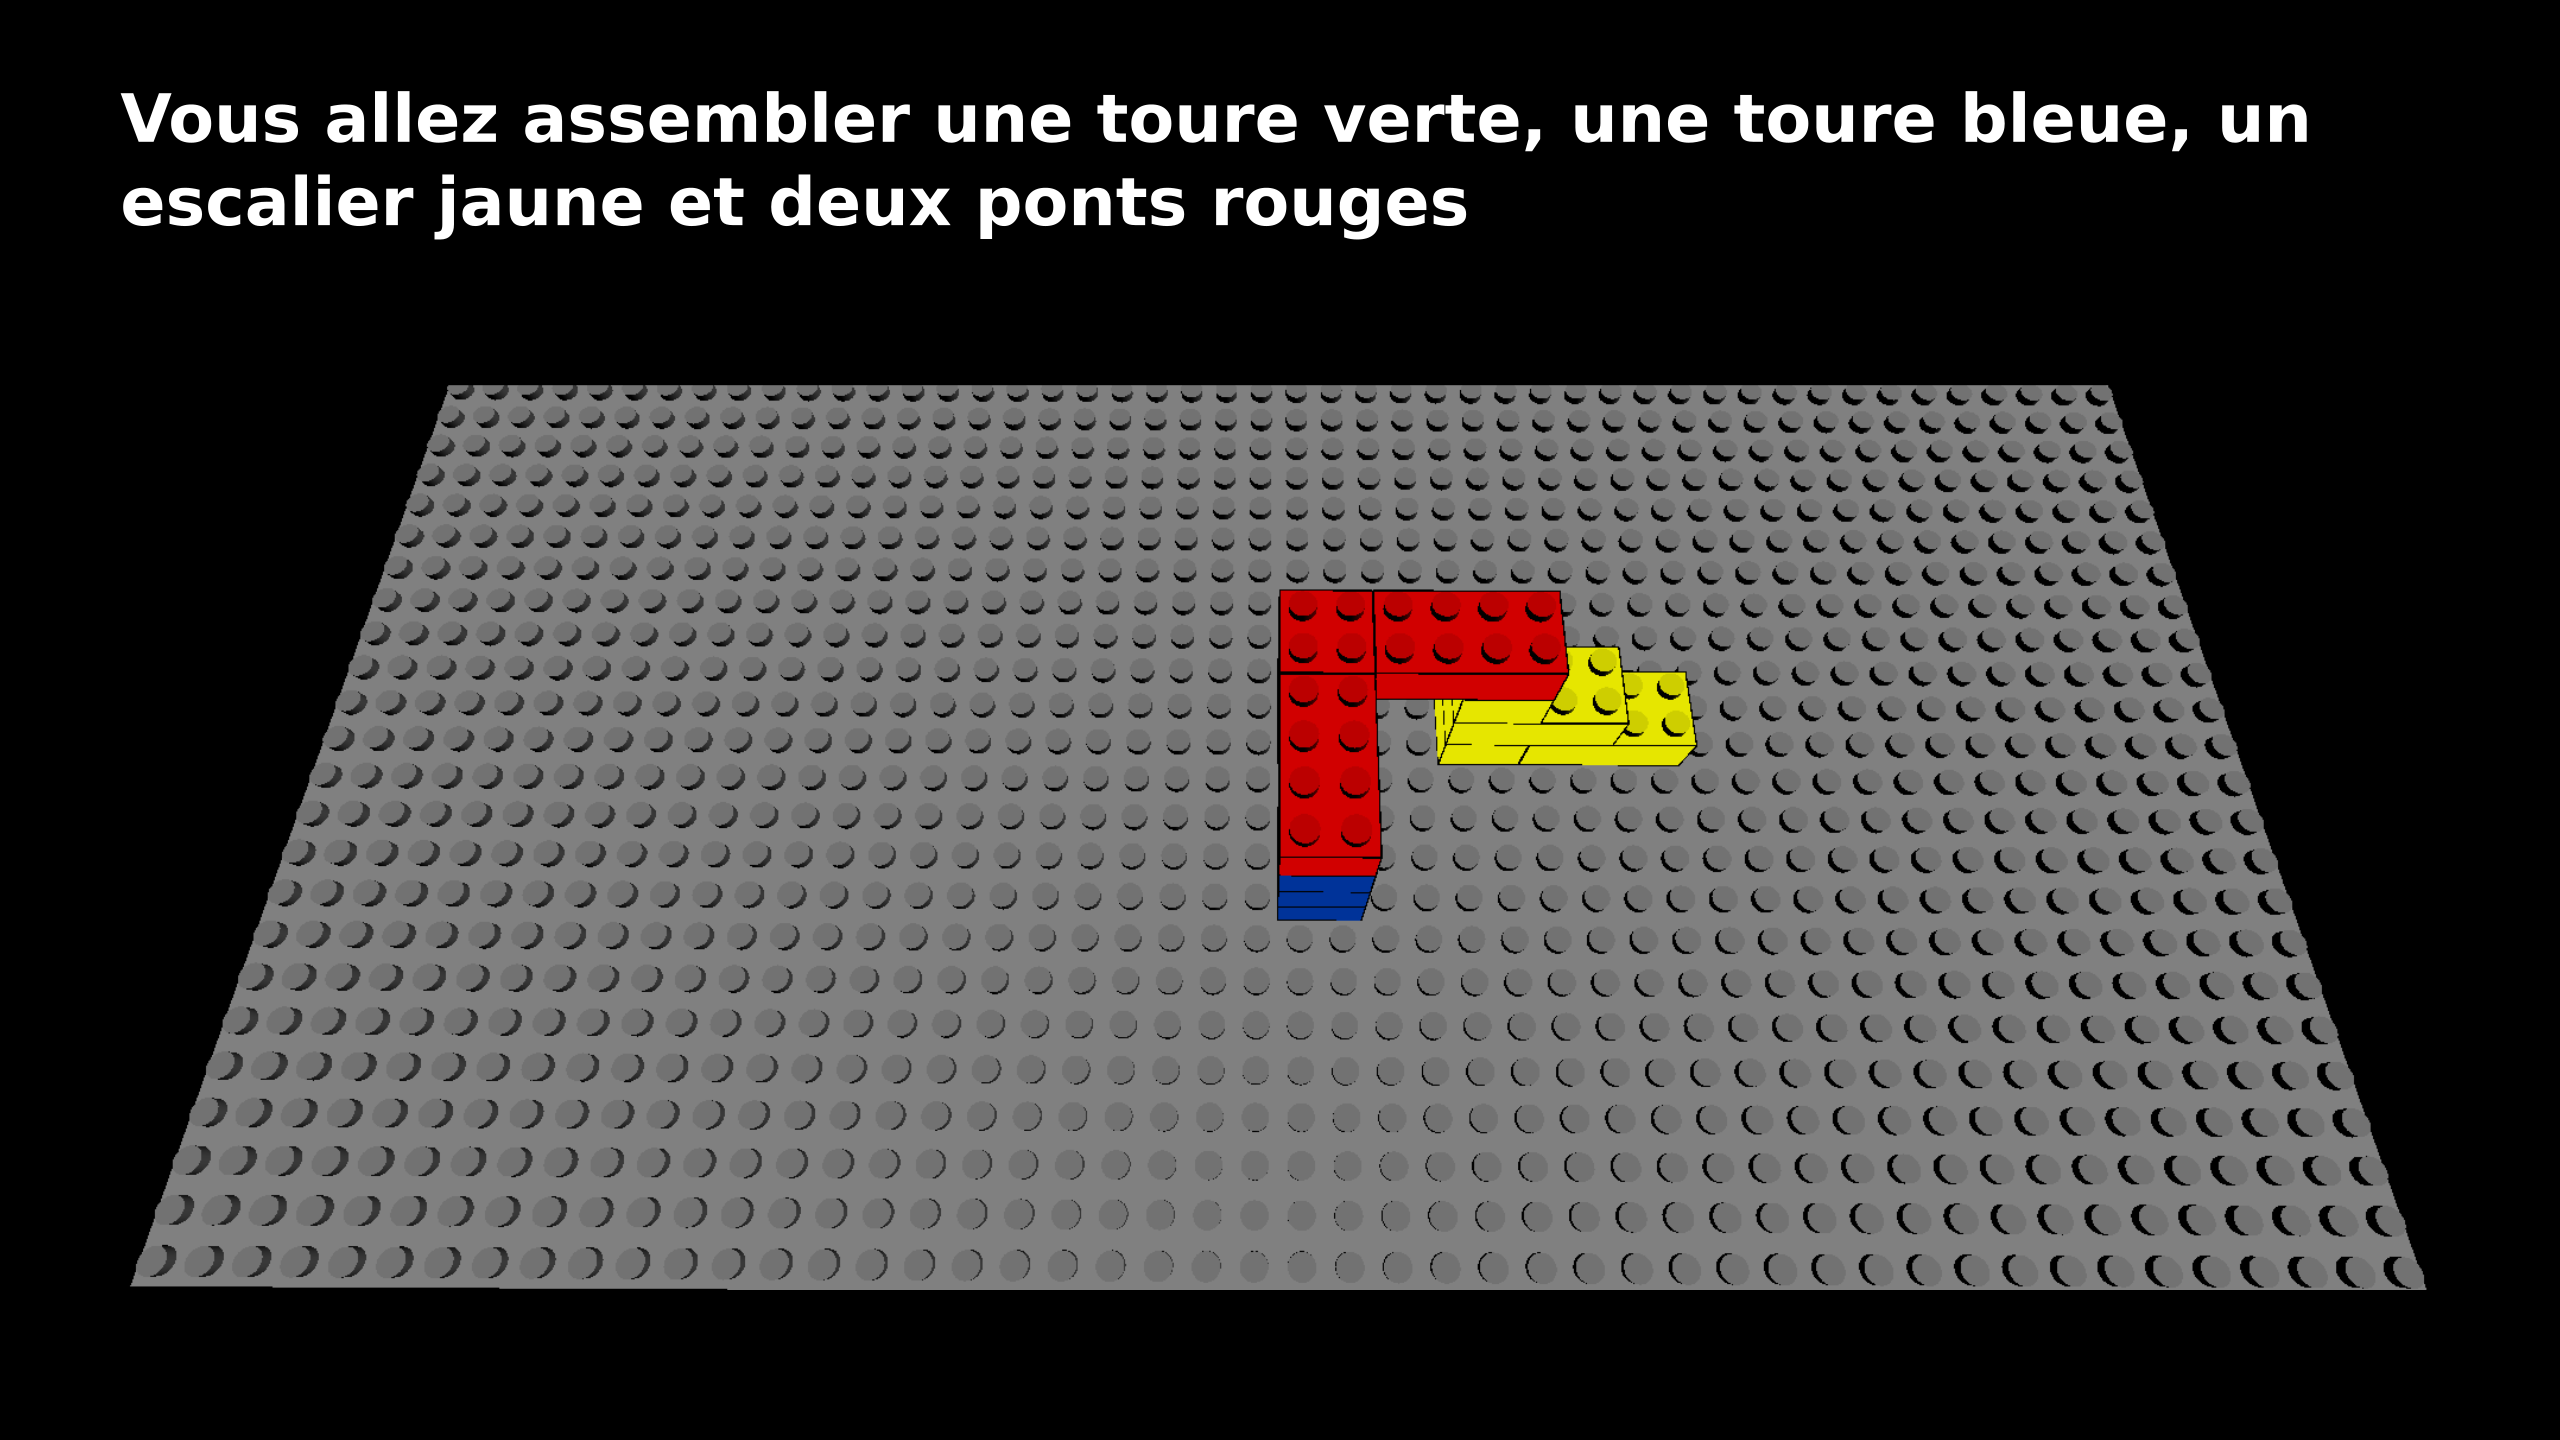 Vous allez assembler une toure verte, une toure bleue, un
escalier jaune et deux ponts rouges